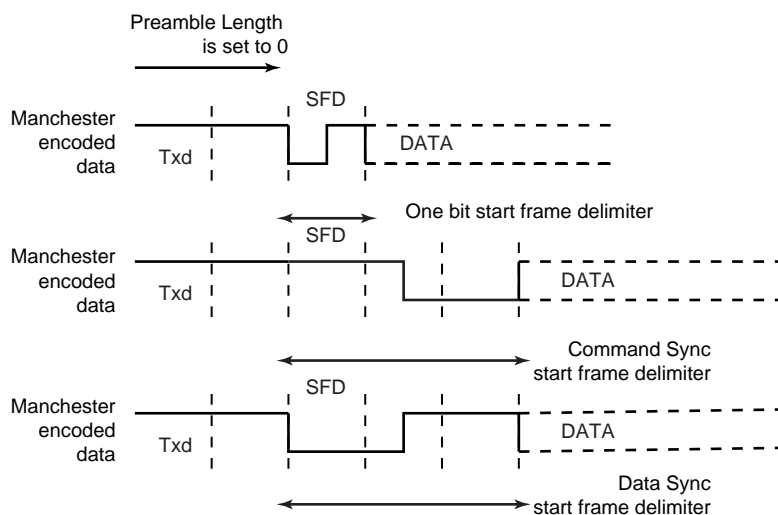 Preamble Length
is set to 0
SFD
Manchester
encoded
data
Txd
DATA
One bit start frame delimiter
SFD
Manchester
encoded
data
Txd
DATA
Command Sync
start frame delimiter
SFD
Manchester
encoded
data
Txd
DATA
Data Sync
start frame delimiter